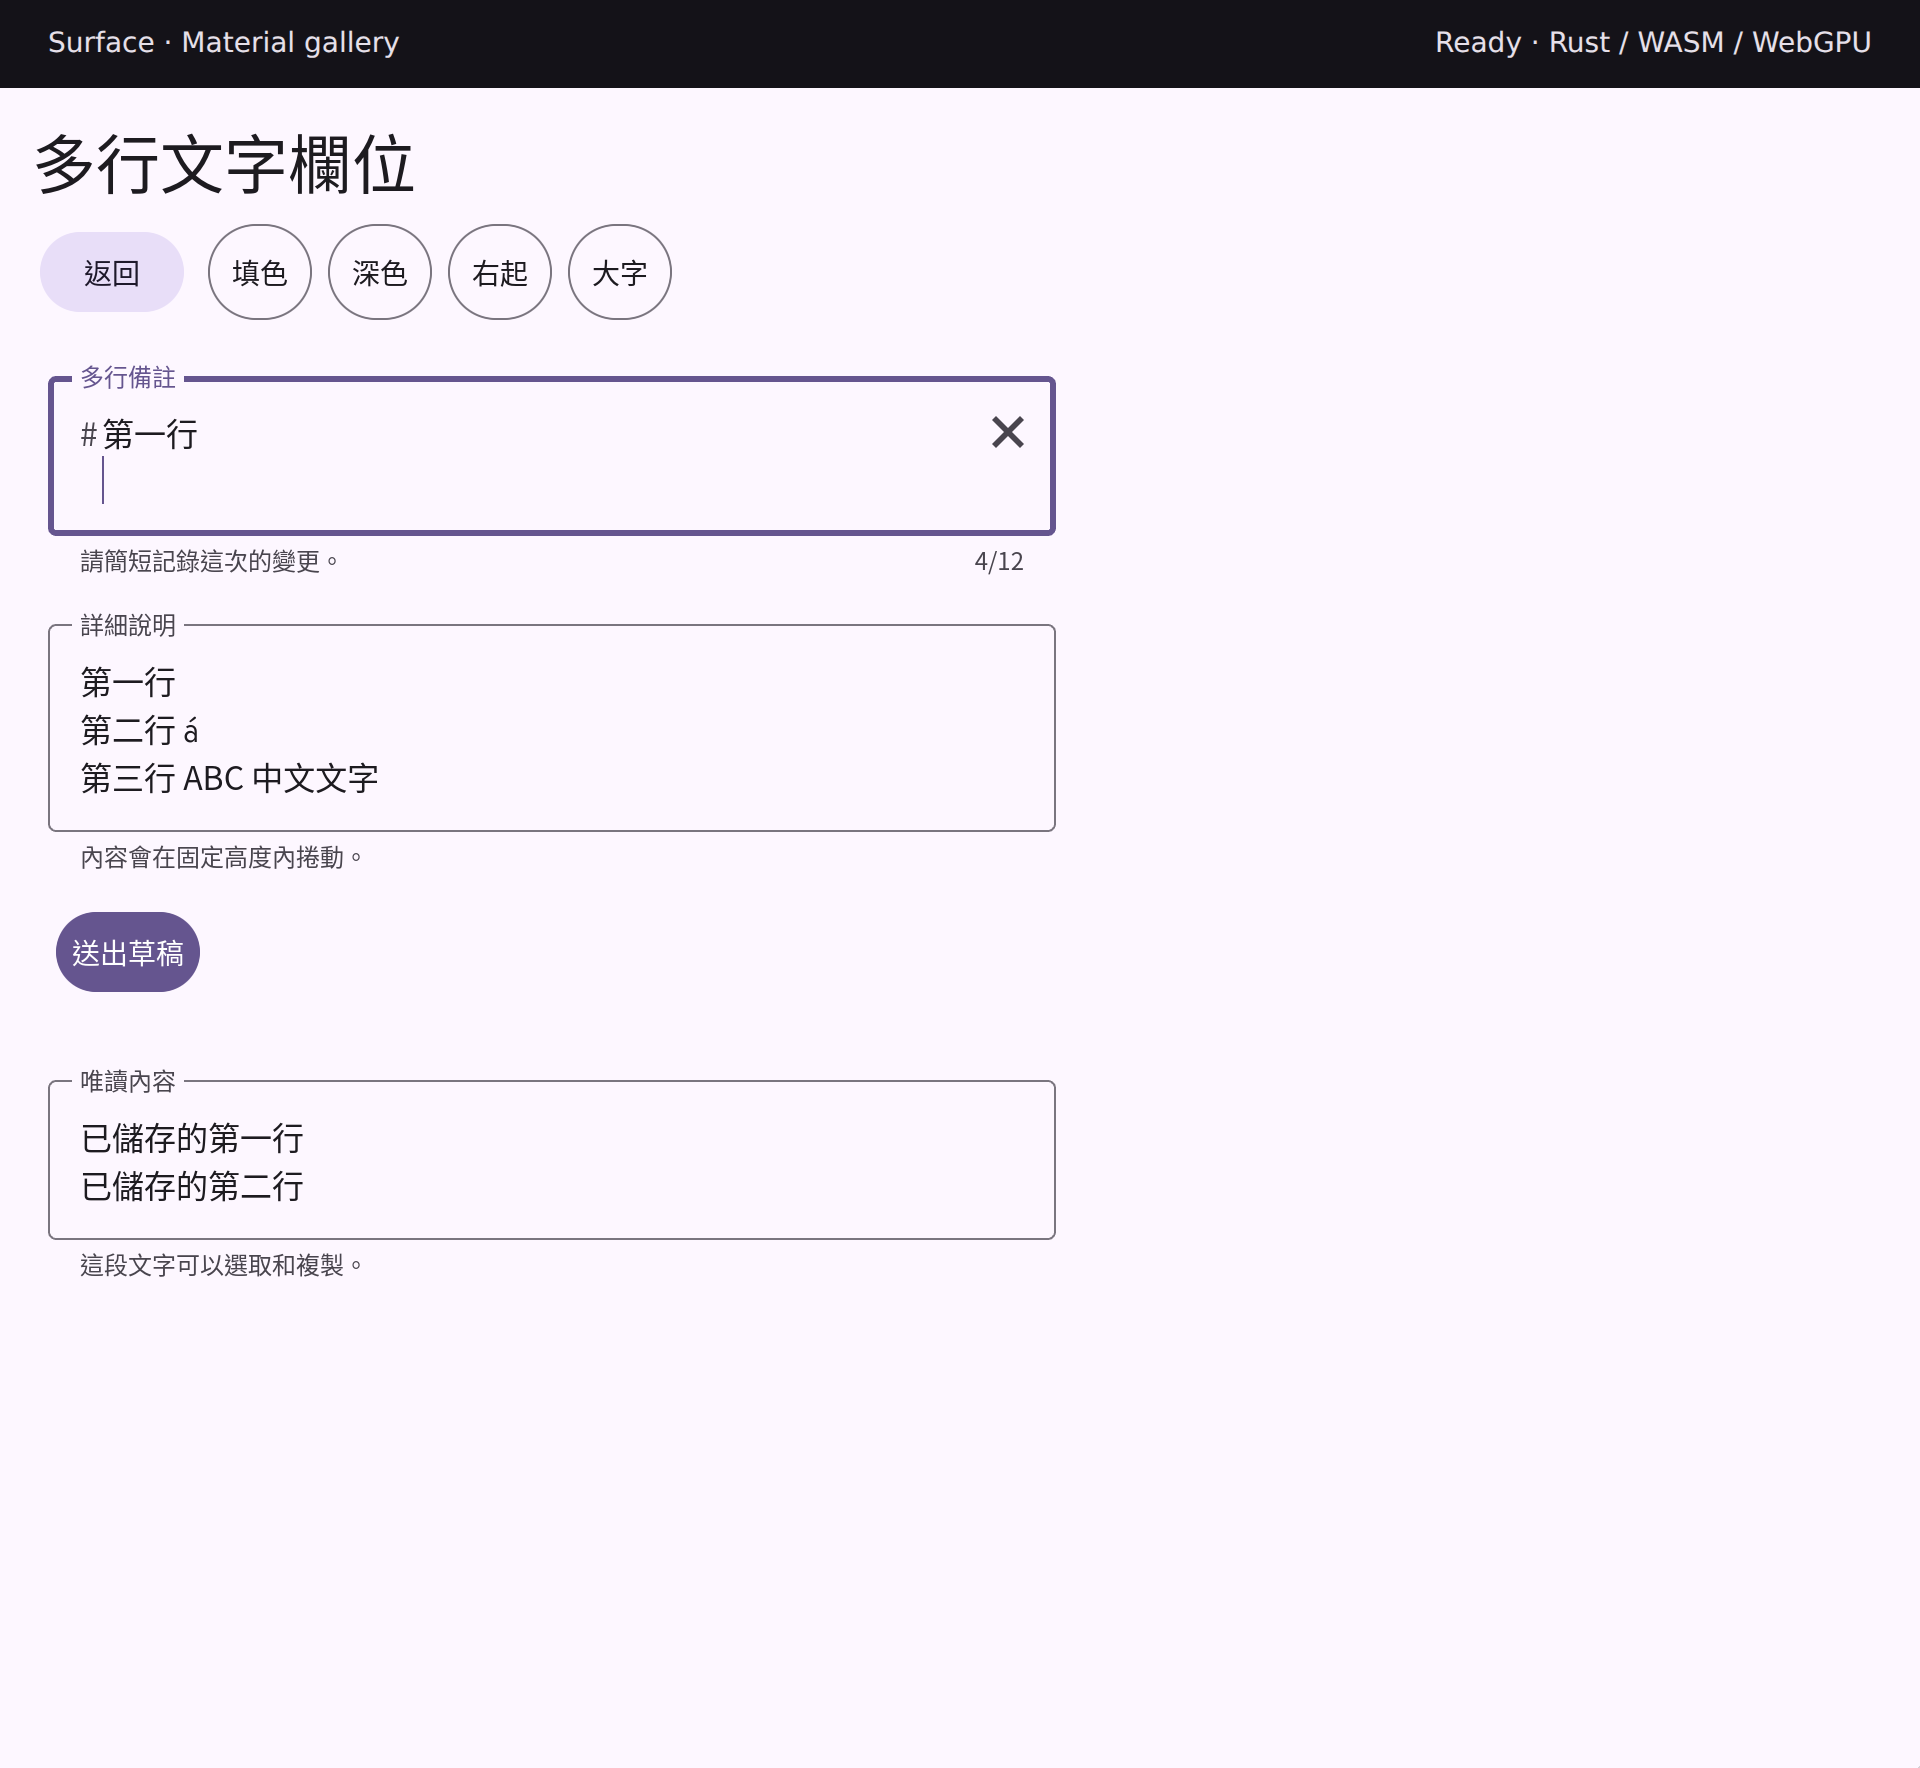 Surface · Material gallery
Ready · Rust / WASM / WebGPU
多行文字欄位
返回 填色 深色 右起 大字
多行備註
#第一行
請簡短記錄這次的變更。 4/12
詳細說明
第一行
第二行 á
第三行 ABC 中文文字
內容會在固定高度內捲動。
送出草稿
唯讀內容
已儲存的第一行
已儲存的第二行
這段文字可以選取和複製。